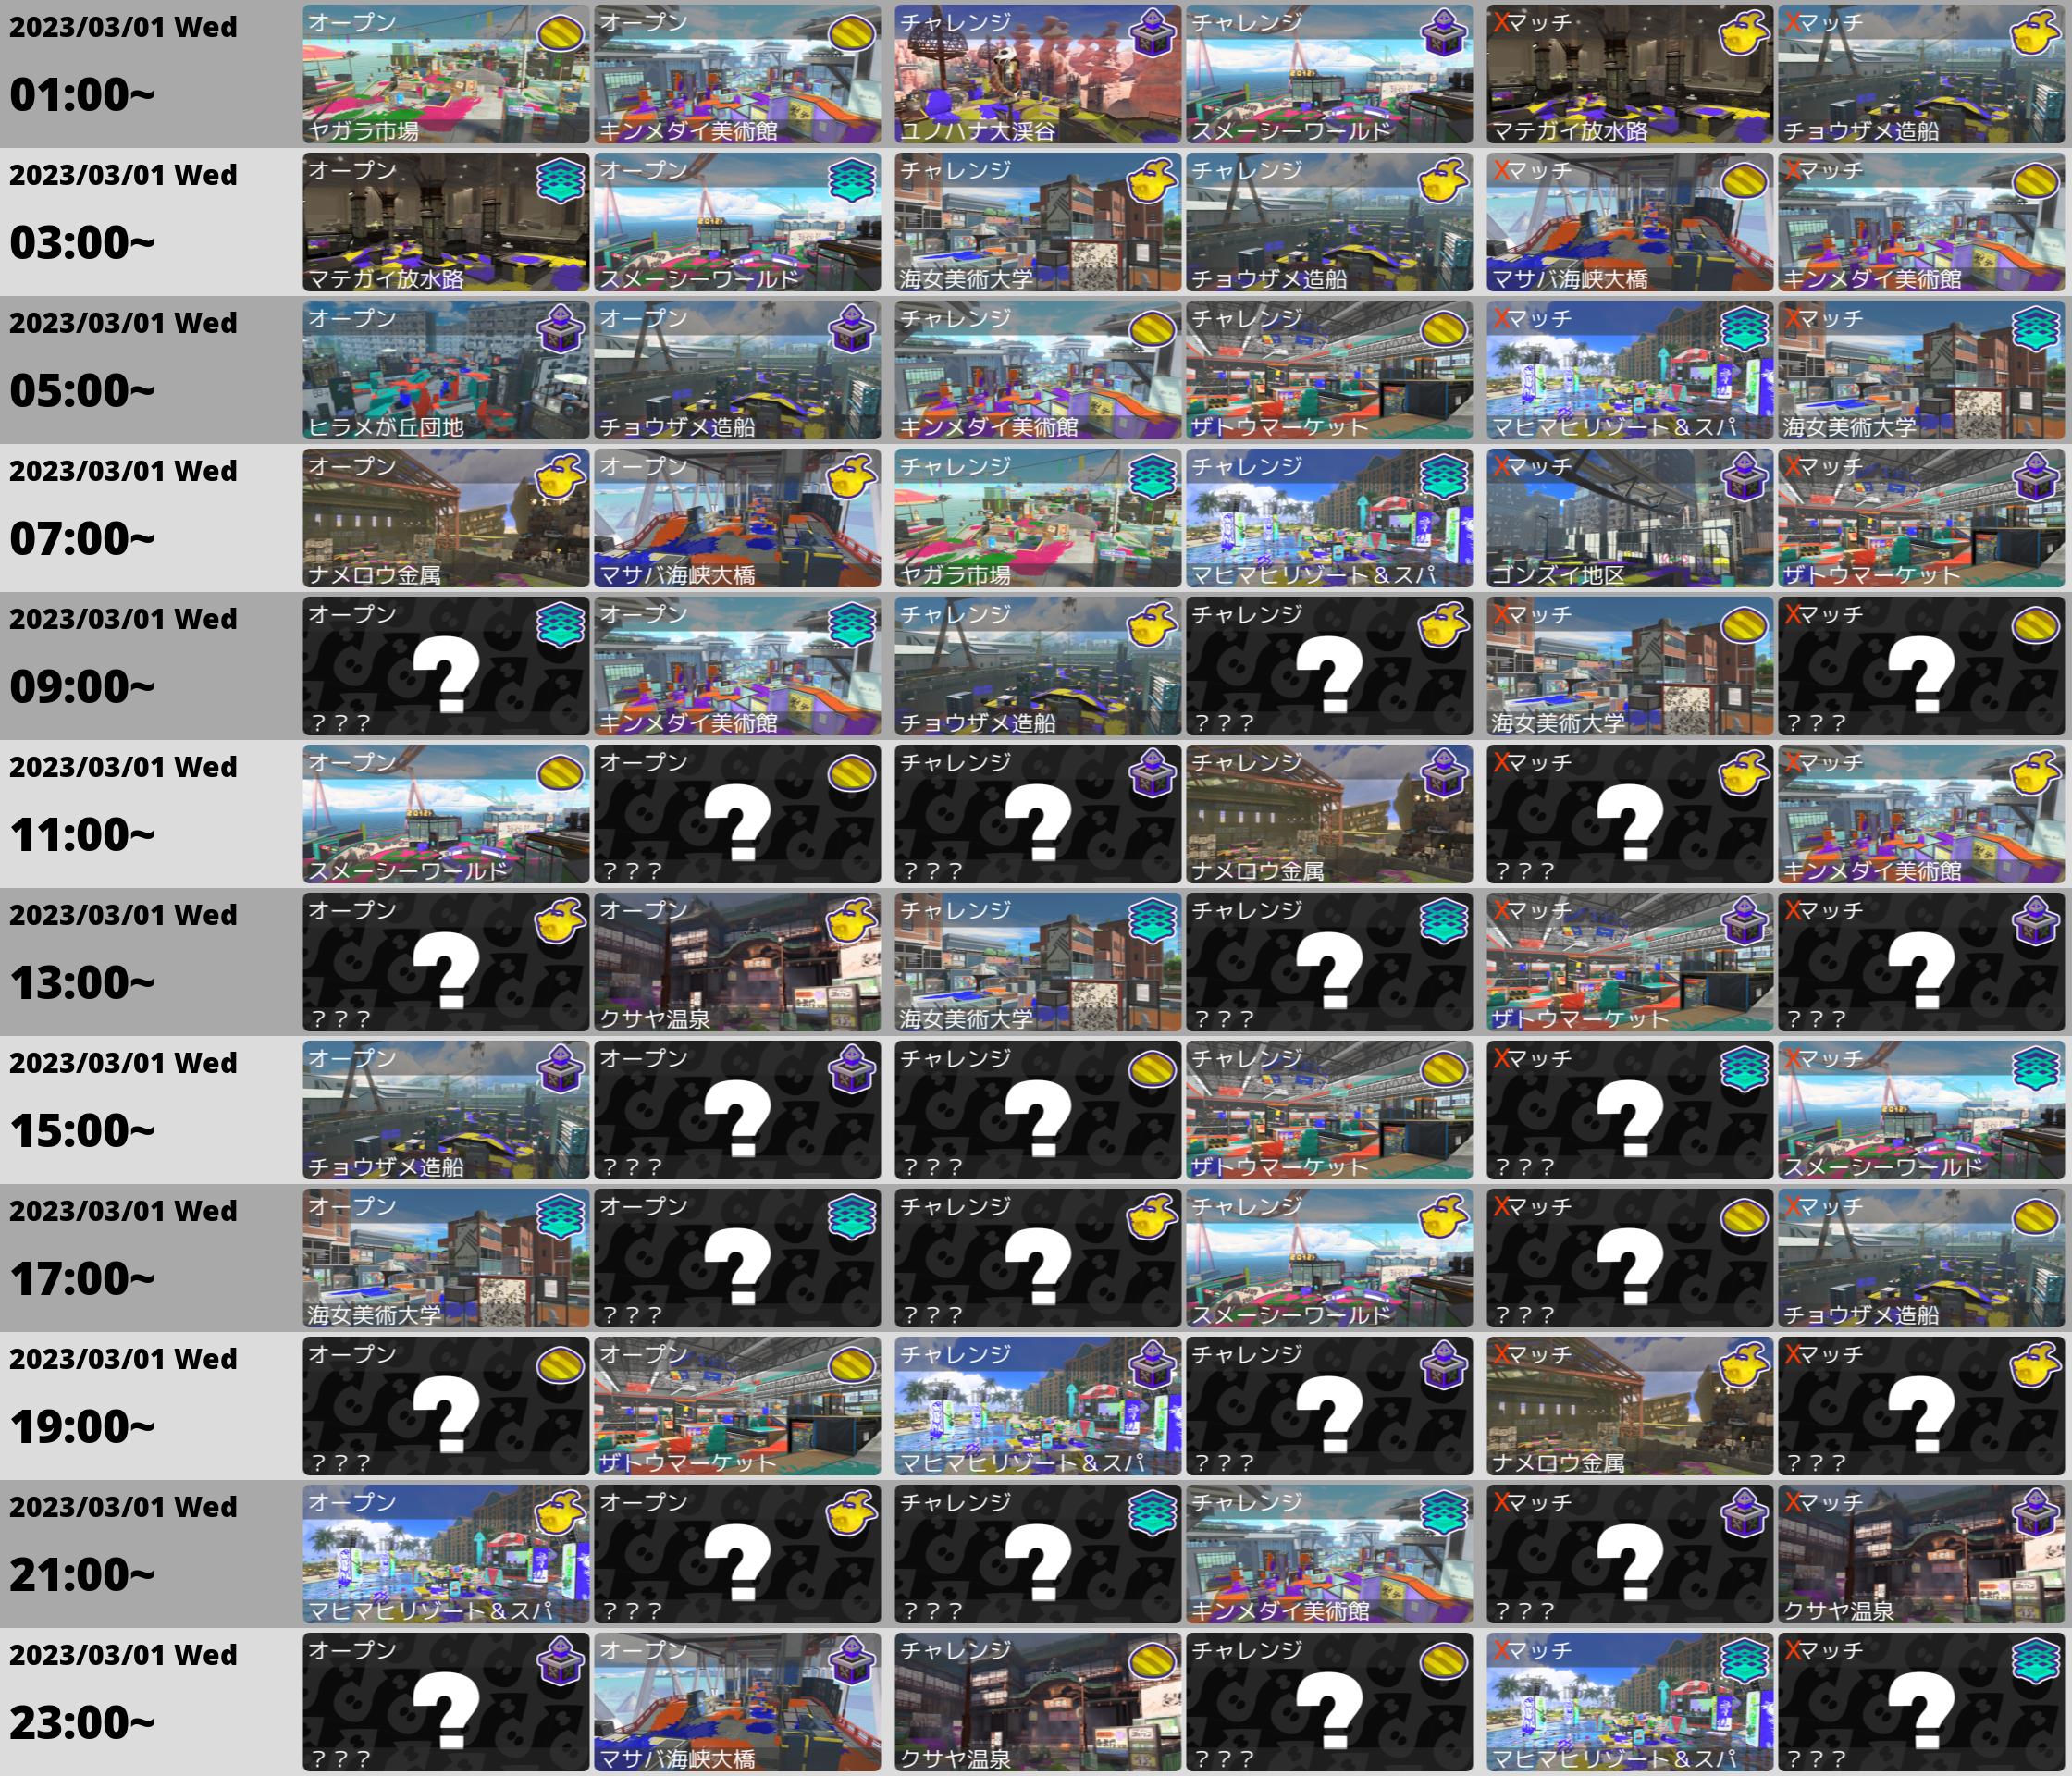 2023/03/01 Wed
01:00~
オープン
ヤガラ市場
オープン
キンメダイ美術館
チャレンジ
ユノハナ大渓谷
チャレンジ
スメーシーワールド
Xマッチ
マテガイ放水路
Xマッチ
チョウザメ造船
2023/03/01 Wed
03:00~
オープン
マテガイ放水路
オープン
スメーシーワールド
チャレンジ
海女美術大学
チャレンジ
チョウザメ造船
Xマッチ
マサバ海峡大橋
Xマッチ
キンメダイ美術館
2023/03/01 Wed
05:00~
オープン
ヒラメが丘団地
オープン
チョウザメ造船
チャレンジ
キンメダイ美術館
チャレンジ
ザトウマーケット
Xマッチ
マヒマヒリゾート＆スパ
Xマッチ
海女美術大学
2023/03/01 Wed
07:00~
オープン
ナメロウ金属
オープン
マサバ海峡大橋
チャレンジ
ヤガラ市場
チャレンジ
マヒマヒリゾート＆スパ
Xマッチ
ゴンズイ地区
Xマッチ
ザトウマーケット
2023/03/01 Wed
09:00~
オープン
?
？？？
オープン
キンメダイ美術館
チャレンジ
チョウザメ造船
チャレンジ
?
？？？
Xマッチ
海女美術大学
Xマッチ
?
？？？
2023/03/01 Wed
11:00~
オープン
スメーシーワールド
オープン
?
？？？
チャレンジ
?
？？？
チャレンジ
ナメロウ金属
Xマッチ
?
？？？
Xマッチ
キンメダイ美術館
2023/03/01 Wed
13:00~
オープン
?
？？？
オープン
クサヤ温泉
チャレンジ
海女美術大学
チャレンジ
?
？？？
Xマッチ
ザトウマーケット
Xマッチ
?
？？？
2023/03/01 Wed
15:00~
オープン
チョウザメ造船
オープン
?
？？？
チャレンジ
?
？？？
チャレンジ
ザトウマーケット
Xマッチ
?
？？？
Xマッチ
スメーシーワールド
2023/03/01 Wed
17:00~
オープン
海女美術大学
オープン
?
？？？
チャレンジ
?
？？？
チャレンジ
スメーシーワールド
Xマッチ
?
？？？
Xマッチ
チョウザメ造船
2023/03/01 Wed
19:00~
オープン
?
？？？
オープン
ザトウマーケット
チャレンジ
マヒマヒリゾート＆スパ
チャレンジ
?
？？？
Xマッチ
ナメロウ金属
Xマッチ
?
？？？
2023/03/01 Wed
21:00~
オープン
マヒマヒリゾート＆スパ
オープン
?
？？？
チャレンジ
?
？？？
チャレンジ
キンメダイ美術館
Xマッチ
?
？？？
Xマッチ
クサヤ温泉
2023/03/01 Wed
23:00~
オープン
?
？？？
オープン
マサバ海峡大橋
チャレンジ
クサヤ温泉
チャレンジ
?
？？？
Xマッチ
マヒマヒリゾート＆スパ
Xマッチ
?
？？？